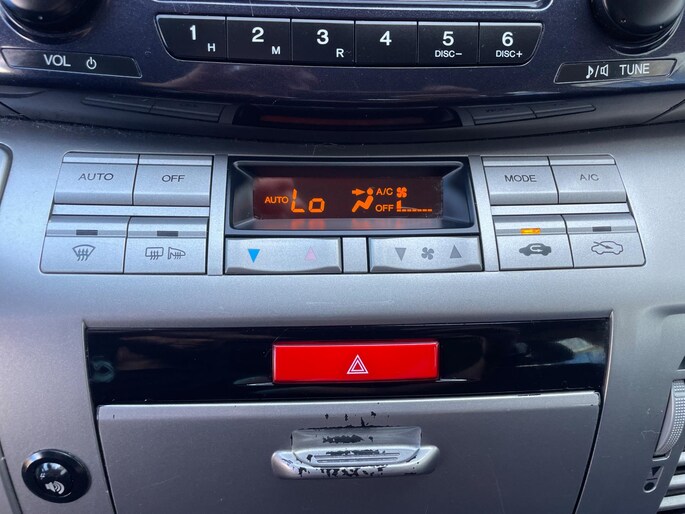 1 H 2 M 3 R 4 5 DISC− 6 DISC+
VOL TUNE
AUTO OFF AUTO Lo A/C OFF MODE A/C